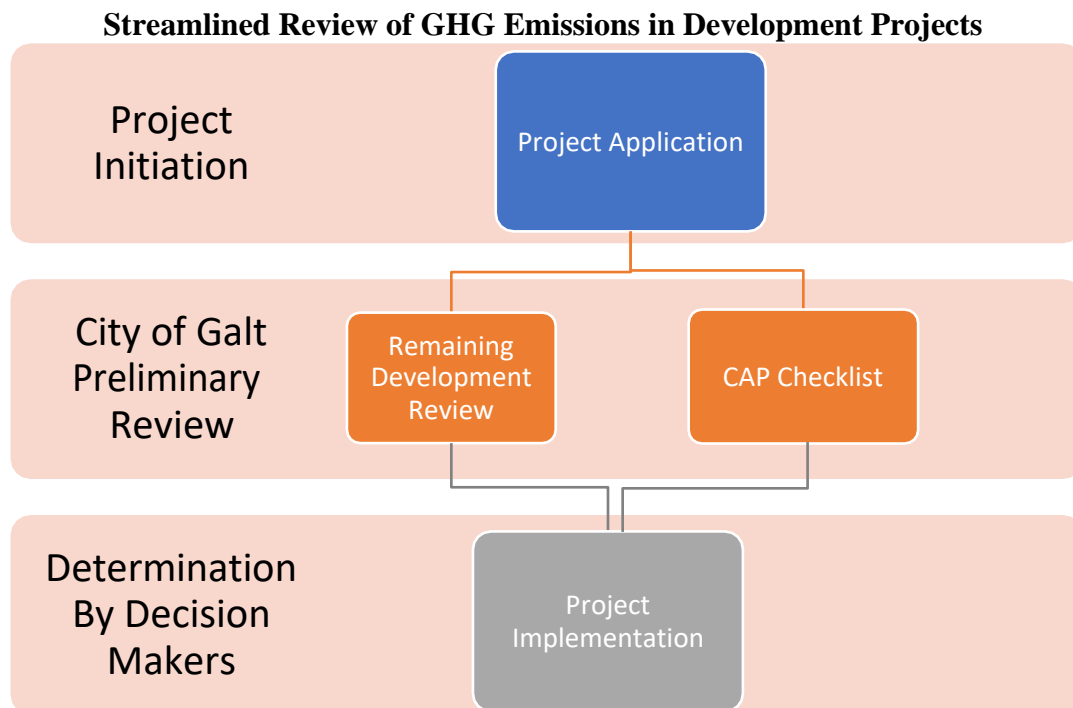 Streamlined Review of GHG Emissions in Development Projects
Project
Initiation
Project Application
City of Galt
Preliminary
Review
Remaining
Development
Review
CAP Checklist
Determination
By Decision
Makers
Project
Implementation